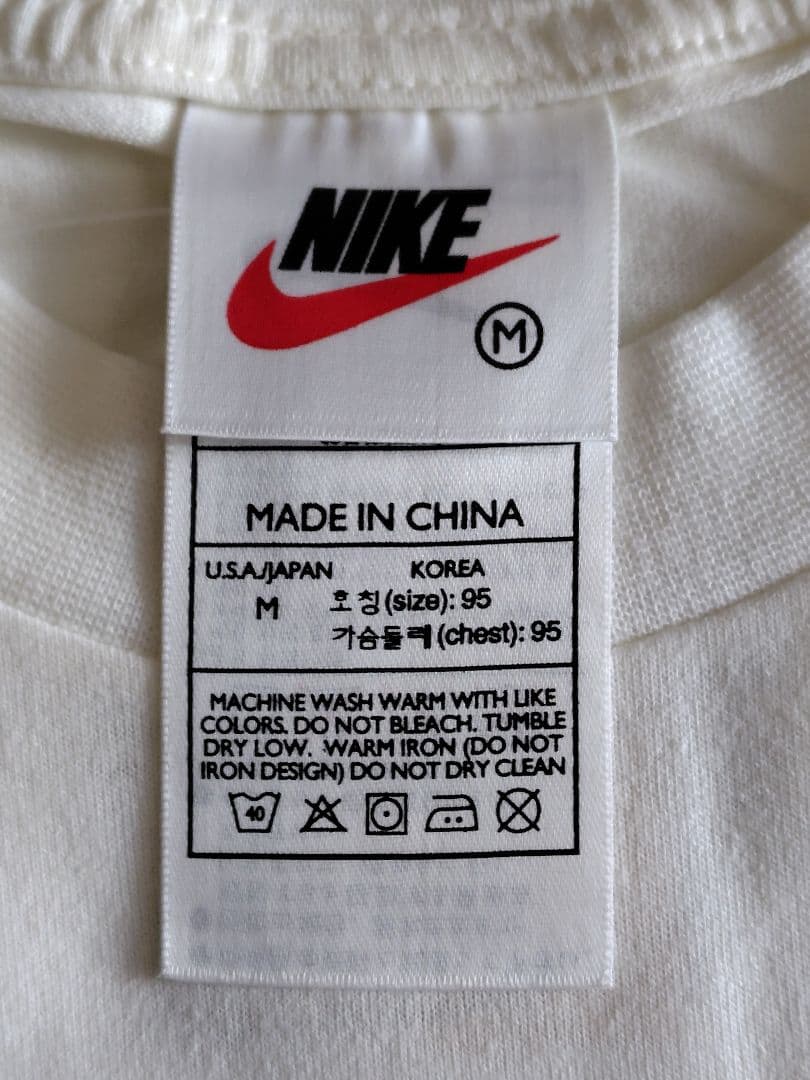 NIKE
M
MADE IN CHINA
U.S.A./JAPAN KOREA
M 호칭(size): 95
가슴둘레(chest): 95
MACHINE WASH WARM WITH LIKE
COLORS. DO NOT BLEACH. TUMBLE
DRY LOW. WARM IRON (DO NOT
IRON DESIGN) DO NOT DRY CLEAN
40